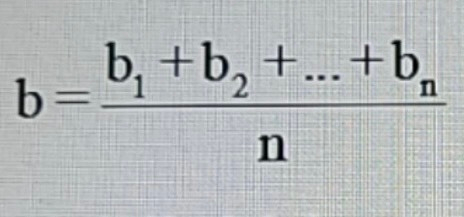 b = b₁ + b₂ + ... + bₙ
n